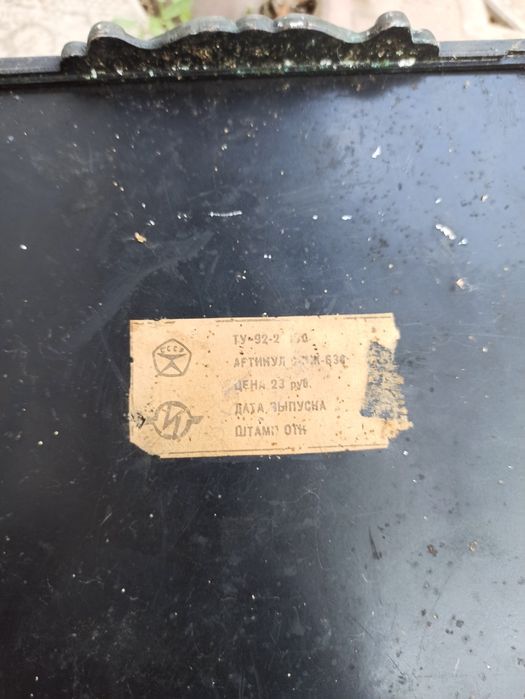 СССР
ТУ-92-2
АРТИКУЛ
ЦЕНА 23 руб.
ДАТА ВЫПУСКА
ШТАМП ОТК